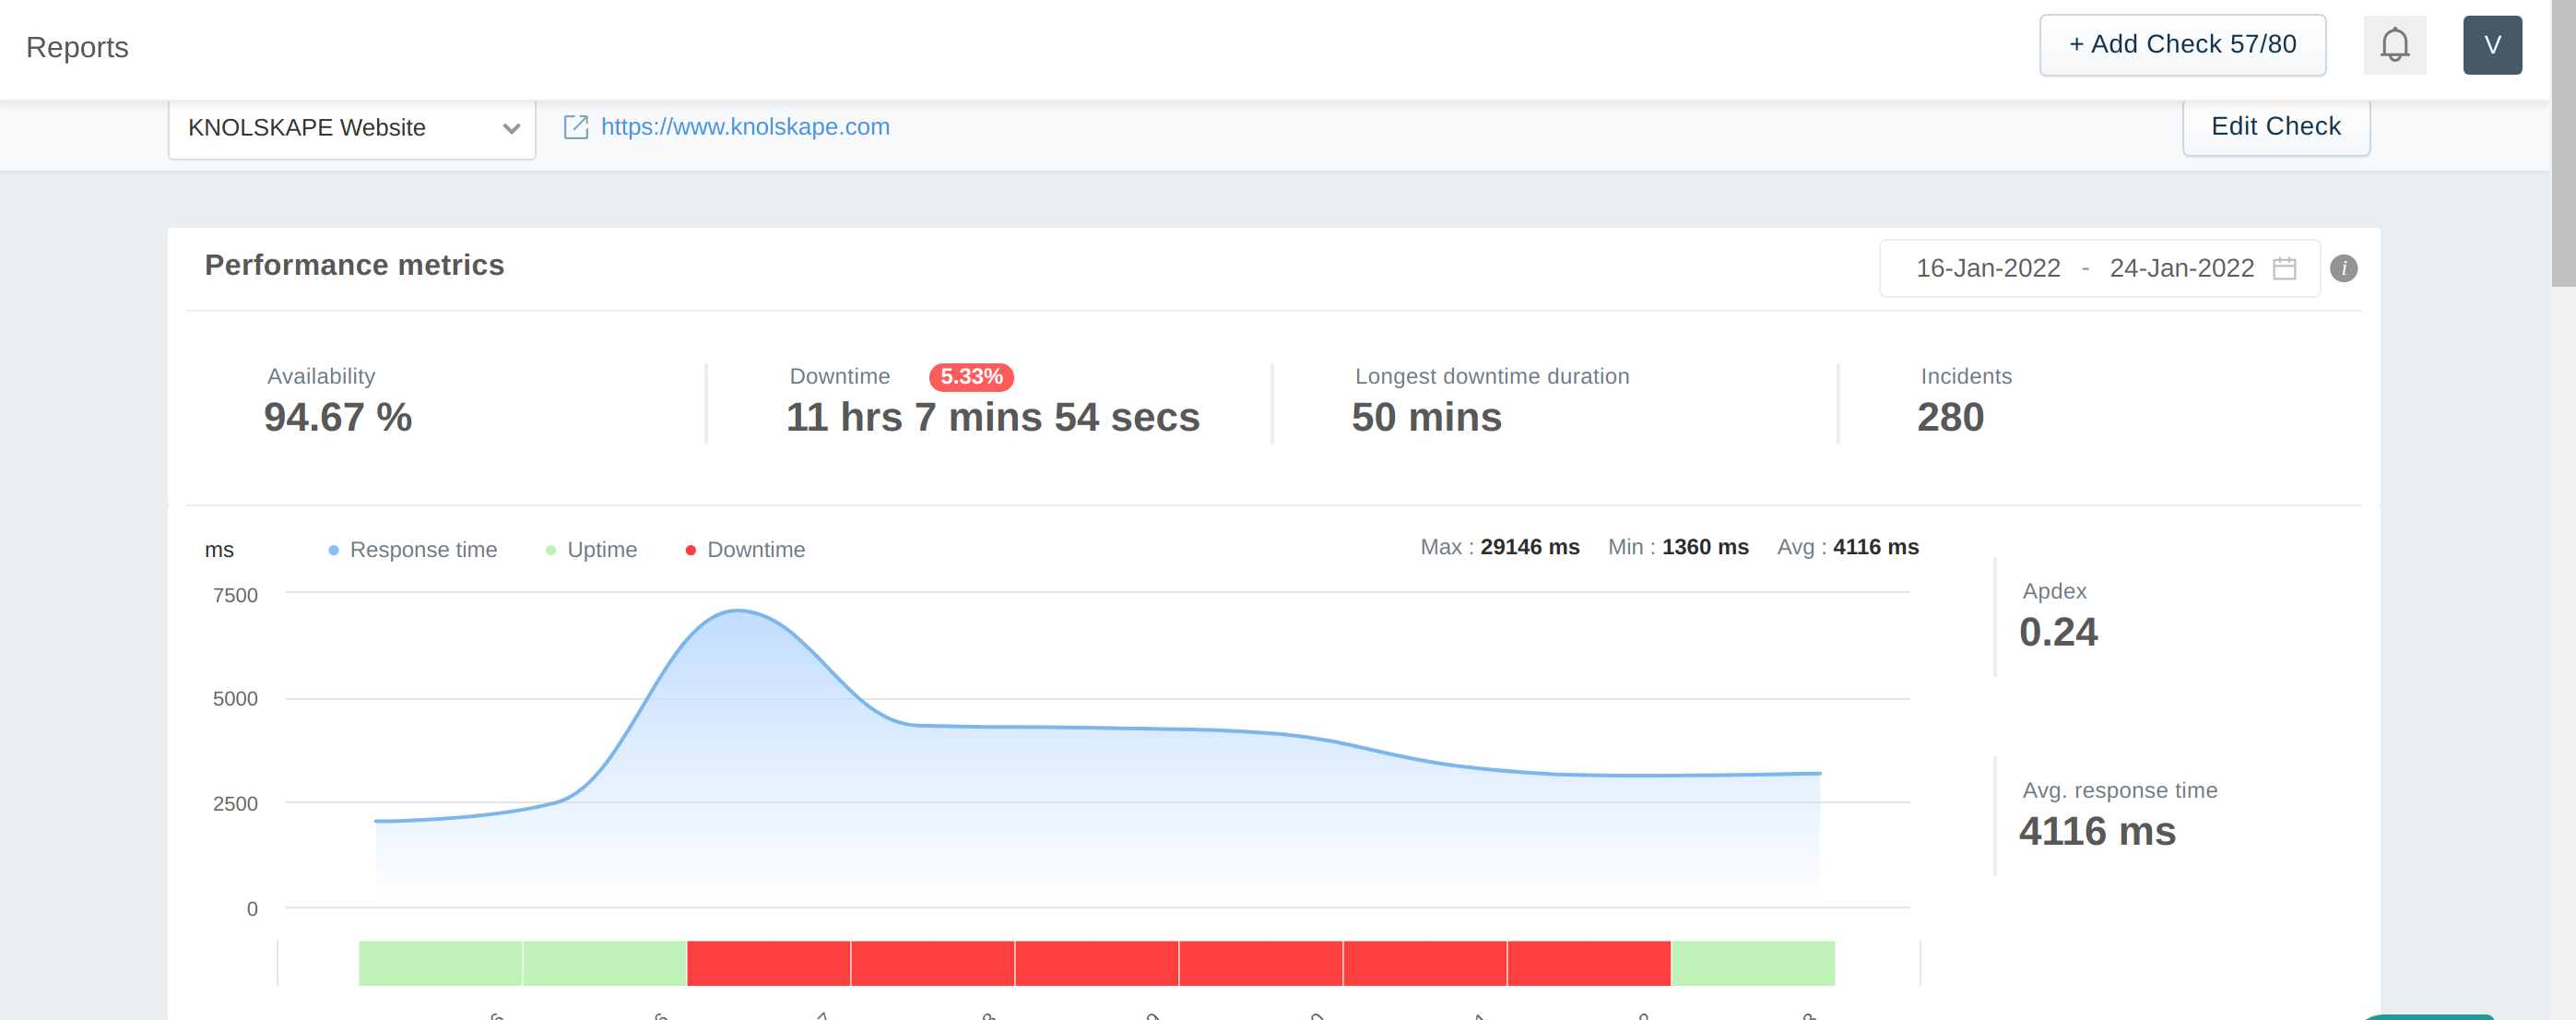 Reports
+ Add Check 57/80
V
KNOLSKAPE Website
https://www.knolskape.com
Edit Check
Performance metrics
16-Jan-2022 - 24-Jan-2022
i
Availability
94.67 %
Downtime 5.33%
11 hrs 7 mins 54 secs
Longest downtime duration
50 mins
Incidents
280
ms
Response time
Uptime
Downtime
Max : 29146 ms Min : 1360 ms Avg : 4116 ms
7500
5000
2500
0
Apdex
0.24
Avg. response time
4116 ms